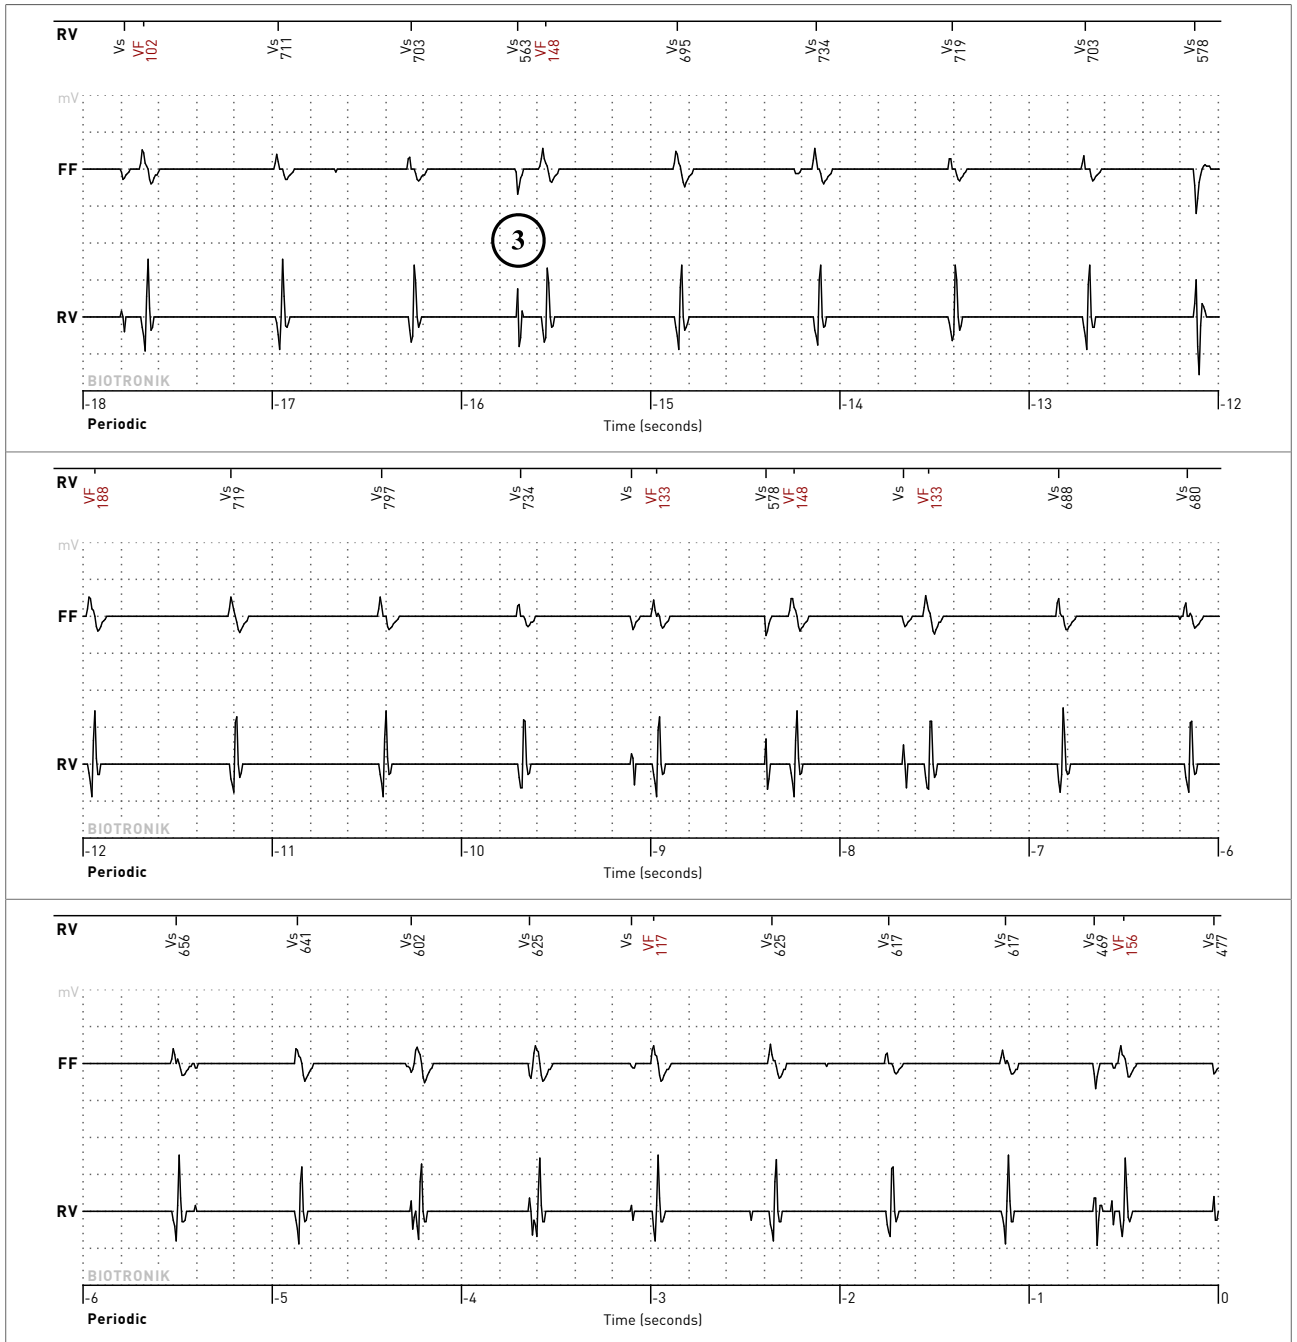 RV
Vs VF 102 Vs 711 Vs 703 Vs 563 VF 148 Vs 695 Vs 734 Vs 719 Vs 703 Vs 578
mV
FF
3
RV
BIOTRONIK
-18 -17 -16 -15 -14 -13 -12
Periodic Time (seconds)
RV
VF 188 Vs 719 Vs 797 Vs 734 Vs VF 133 Vs 578 VF 148 Vs VF 133 Vs 688 Vs 680
mV
FF
RV
BIOTRONIK
-12 -11 -10 -9 -8 -7 -6
Periodic Time (seconds)
RV
Vs 656 Vs 641 Vs 602 Vs 625 Vs VF 117 Vs 625 Vs 617 Vs 617 Vs 469 VF 156 Vs 477
mV
FF
RV
BIOTRONIK
-6 -5 -4 -3 -2 -1 0
Periodic Time (seconds)